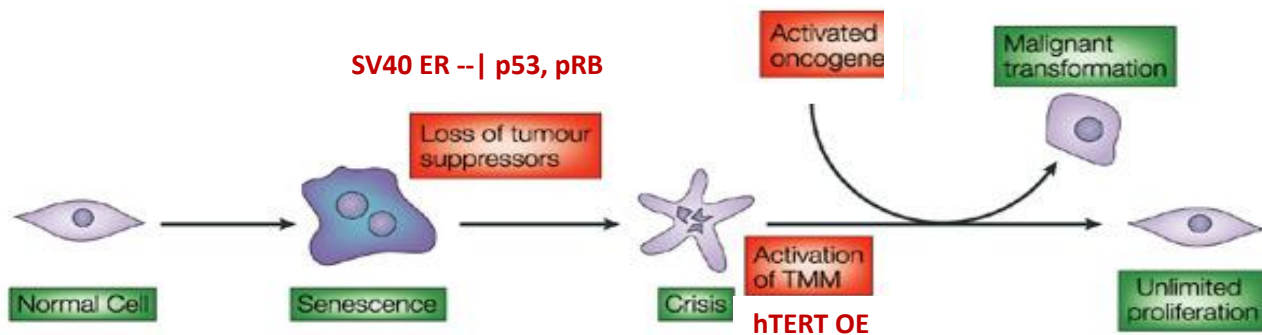 Activated
oncogene
Malignant
transformation
SV40 ER --| p53, pRB
Loss of tumour
suppressors
Normal Cell
Senescence
Crisis
Activation
of TMM
hTERT OE
Unlimited
proliferation